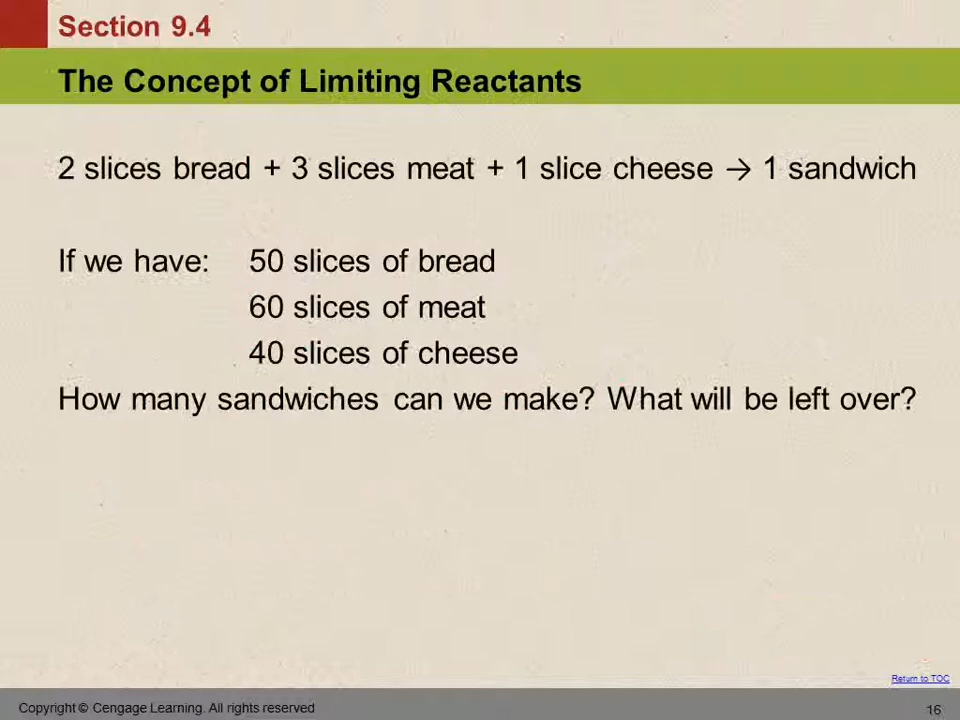 Section 9.4
The Concept of Limiting Reactants
2 slices bread + 3 slices meat + 1 slice cheese → 1 sandwich
If we have: 50 slices of bread
60 slices of meat
40 slices of cheese
How many sandwiches can we make? What will be left over?
Return to TOC
Copyright © Cengage Learning. All rights reserved
16